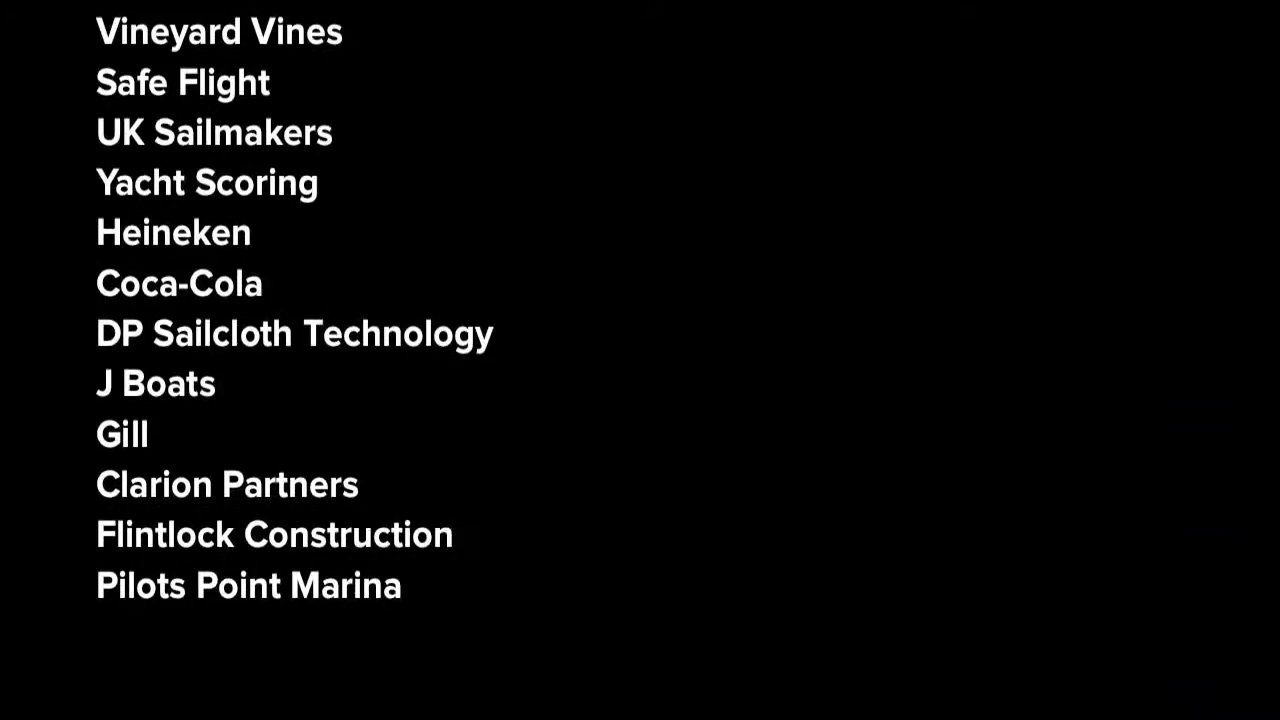 Vineyard Vines
Safe Flight
UK Sailmakers
Yacht Scoring
Heineken
Coca-Cola
DP Sailcloth Technology
J Boats
Gill
Clarion Partners
Flintlock Construction
Pilots Point Marina